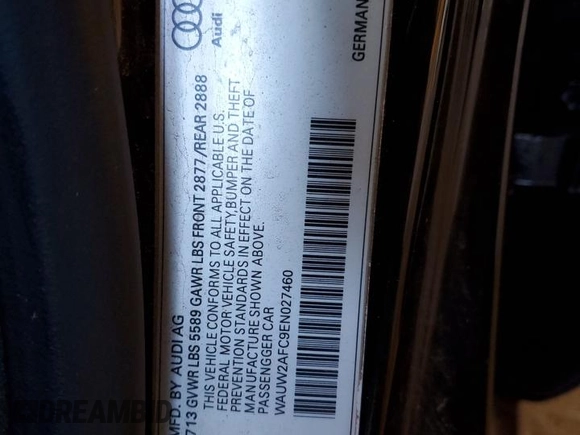 Audi
GERMAN
MFD. BY AUDI AG
713 GVWR LBS 5589 GAWR LBS FRONT 2877/REAR 2888
THIS VEHICLE CONFORMS TO ALL APPLICABLE U.S.
FEDERAL MOTOR VEHICLE SAFETY,BUMPER AND THEFT
PREVENTION STANDARDS IN EFFECT ON THE DATE OF
MANUFACTURE SHOWN ABOVE.
PASSENGGER CAR
WAUW2AFC9EN027460
DREAMBID